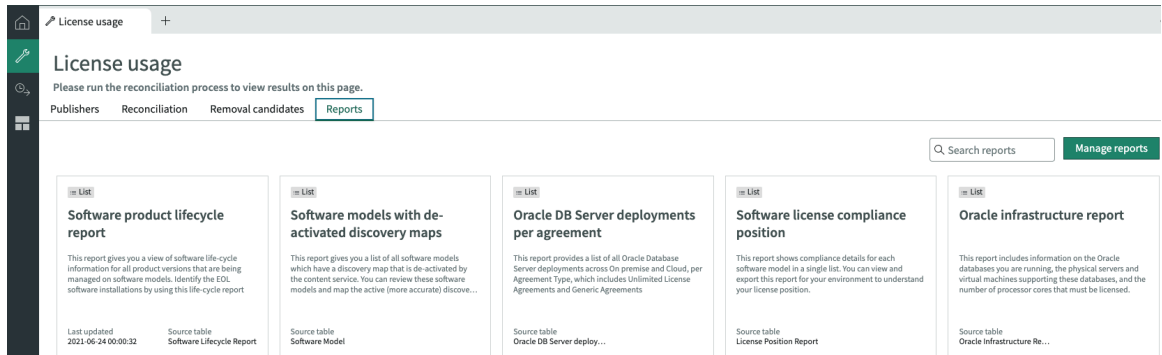 License usage
License usage
Please run the reconciliation process to view results on this page.
Publishers Reconciliation Removal candidates Reports
Search reports Manage reports
List
Software product lifecycle
report
This report gives you a view of software life-cycle
information for all product versions that are being
managed on software models. Identify the EOL
software installations by using this life-cycle report
Last updated Source table
2021-06-24 00:00:32 Software Lifecycle Report
List
Software models with de-
activated discovery maps
This report gives you a list of all software models
which have a discovery map that is de-activated by
the content service. You can review these software
models and map the active (more accurate) discove...
Source table
Software Model
List
Oracle DB Server deployments
per agreement
This report provides a list of all Oracle Database
Server deployments across On premise and Cloud, per
Agreement Type, which includes Unlimited License
Agreements and Generic Agreements
Source table
Oracle DB Server deploy...
List
Software license compliance
position
This report shows compliance details for each
software model in a single list. You can view and
export this report for your environment to understand
your license position.
Source table
License Position Report
List
Oracle infrastructure report
This report includes information on the Oracle
databases you are running, the physical servers and
virtual machines supporting these databases, and the
number of processor cores that must be licensed.
Source table
Oracle Infrastructure Re...